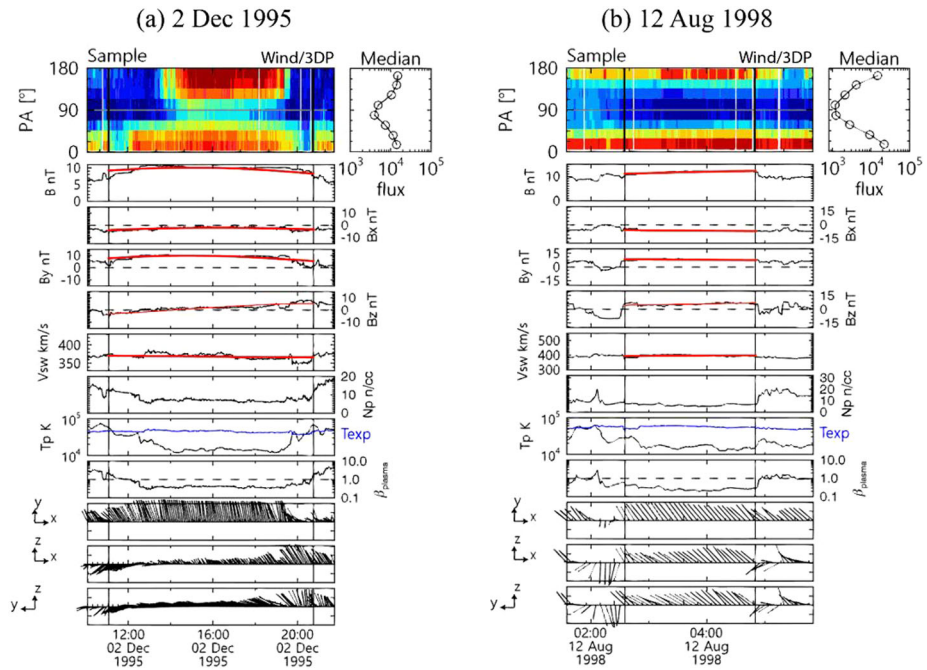 (a) 2 Dec 1995
Sample Wind/3DP Median
180
PA [°] 90
0
10³ 10⁴ 10⁵
flux
B nT 10 5 0
10 0 -10 Bx nT
By nT 10 0 -10
10 0 -10 Bz nT
Vsw km/s 400 350
20 10 0 Np n/cc
Tp K 10⁵ 10⁴ Texp
10.0 1.0 0.1 βplasma
y x
z x
z y
12:00 16:00 20:00
02 Dec 02 Dec 02 Dec
1995 1995 1995
(b) 12 Aug 1998
Sample Wind/3DP Median
180
PA [°] 90
0
10³ 10⁴ 10⁵
flux
B nT 10 0
15 0 -15 Bx nT
By nT 15 0 -15
15 0 -15 Bz nT
Vsw km/s 500 400 300
30 20 10 0 Np n/cc
Tp K 10⁵ 10⁴ Texp
10.0 1.0 0.1 βplasma
y x
z x
z y
02:00 04:00
12 Aug 12 Aug
1998 1998